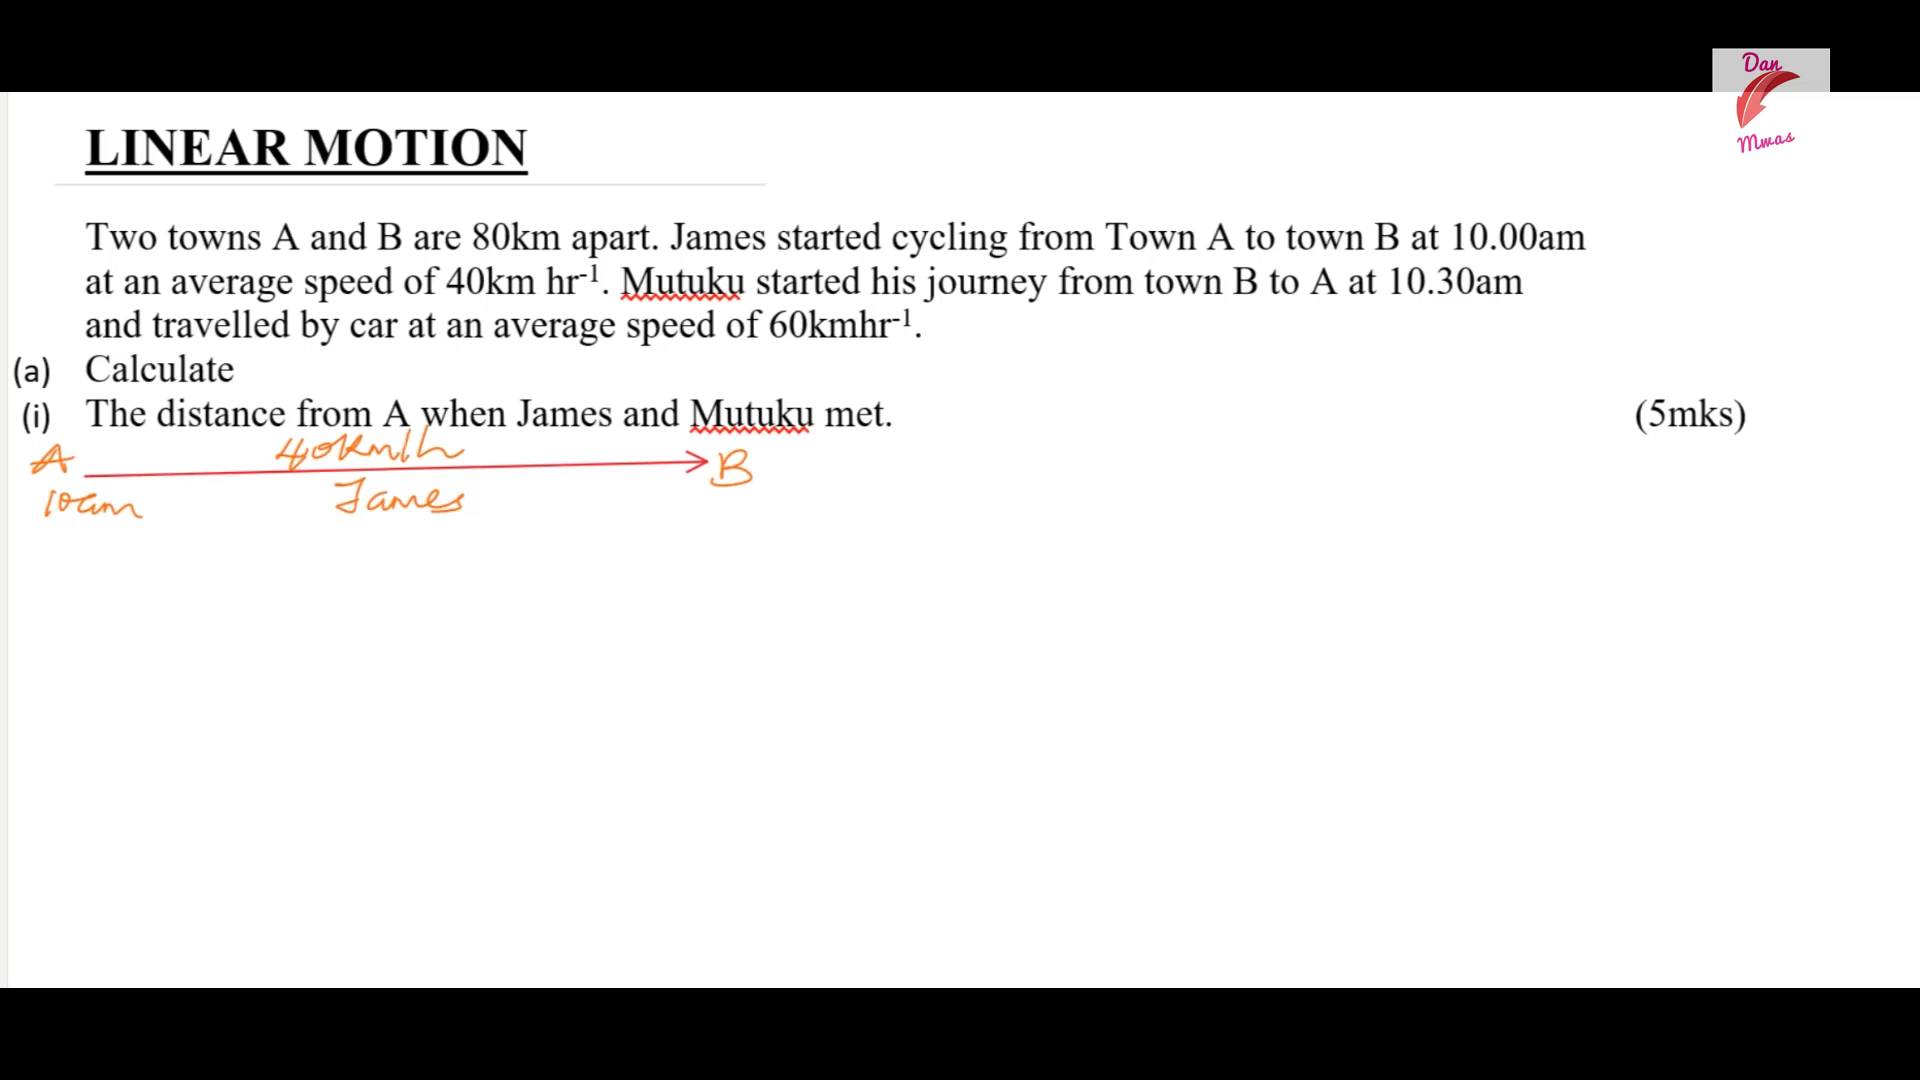 Dan
Mwas
LINEAR MOTION
Two towns A and B are 80km apart. James started cycling from Town A to town B at 10.00am
at an average speed of 40km hr-1. Mutuku started his journey from town B to A at 10.30am
and travelled by car at an average speed of 60kmhr-1.
(a) Calculate
(i) The distance from A when James and Mutuku met. (5mks)
A 40km/h B
10am James